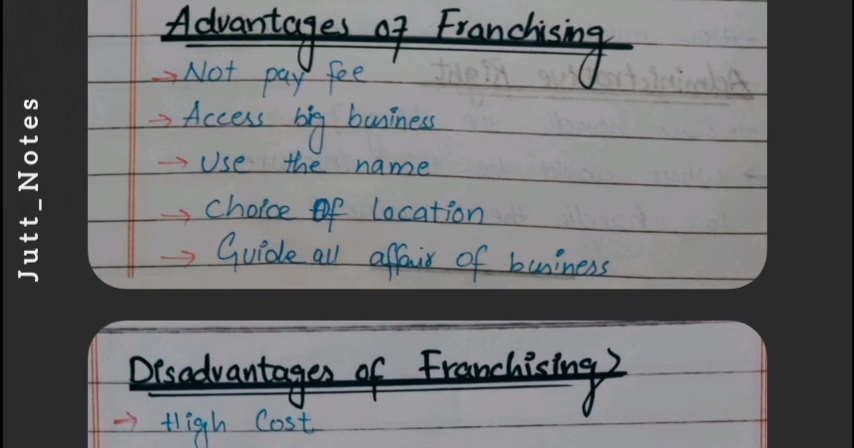 Jutt_Notes
Advantages of Franchising
→ Not pay fee
→ Access big business
→ Use the name
→ Choice Of location
→ Guide all affair of business
Disadvantages of Franchising
→ High Cost